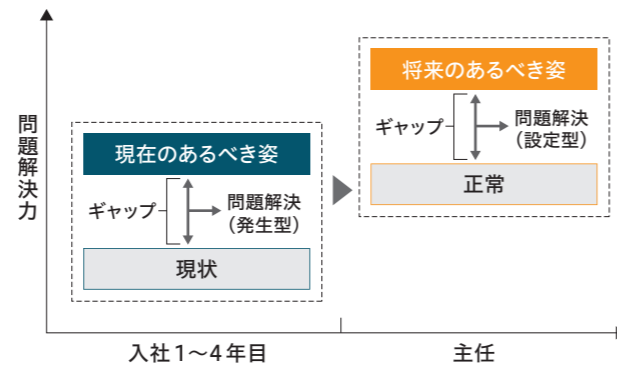 問題解決力
現在のあるべき姿
ギャップ
問題解決
（発生型）
現状
将来のあるべき姿
ギャップ
問題解決
（設定型）
正常
入社1～4年目
主任